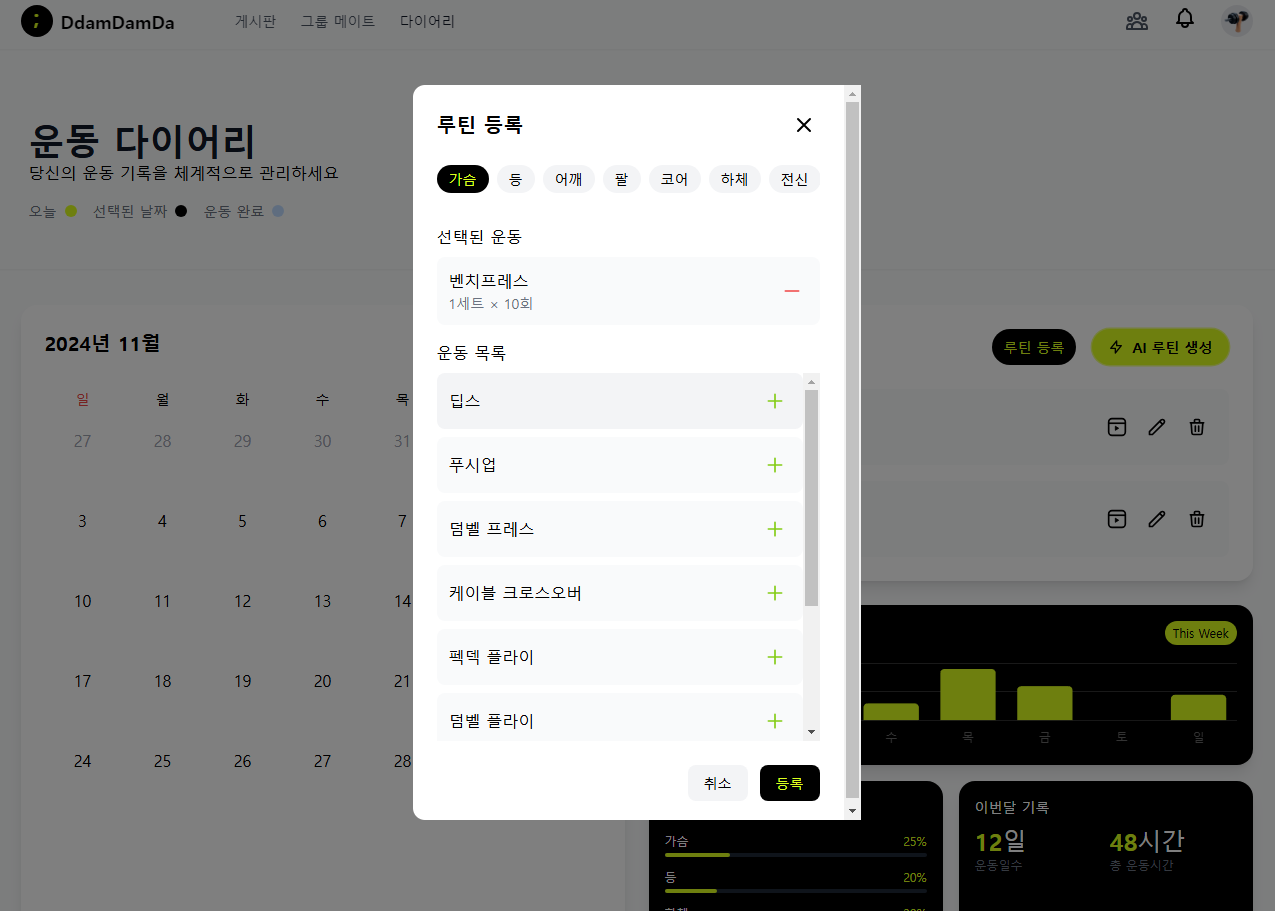 DdamDamDa
게시판 그룹 메이트 다이어리
운동 다이어리
당신의 운동 기록을 체계적으로 관리하세요
오늘 선택된 날짜 운동 완료
2024년 11월
일 월 화 수 목
27 28 29 30 31
3 4 5 6 7
10 11 12 13 14
17 18 19 20 21
24 25 26 27 28
루틴 등록
가슴 등 어깨 팔 코어 하체 전신
선택된 운동
벤치프레스
1세트 × 10회
운동 목록
딥스
푸시업
덤벨 프레스
케이블 크로스오버
펙덱 플라이
덤벨 플라이
취소 등록
루틴 등록 AI 루틴 생성
This Week
수 목 금 토 일
가슴 25%
등 20%
이번달 기록
12일 48시간
운동일수 총 운동시간